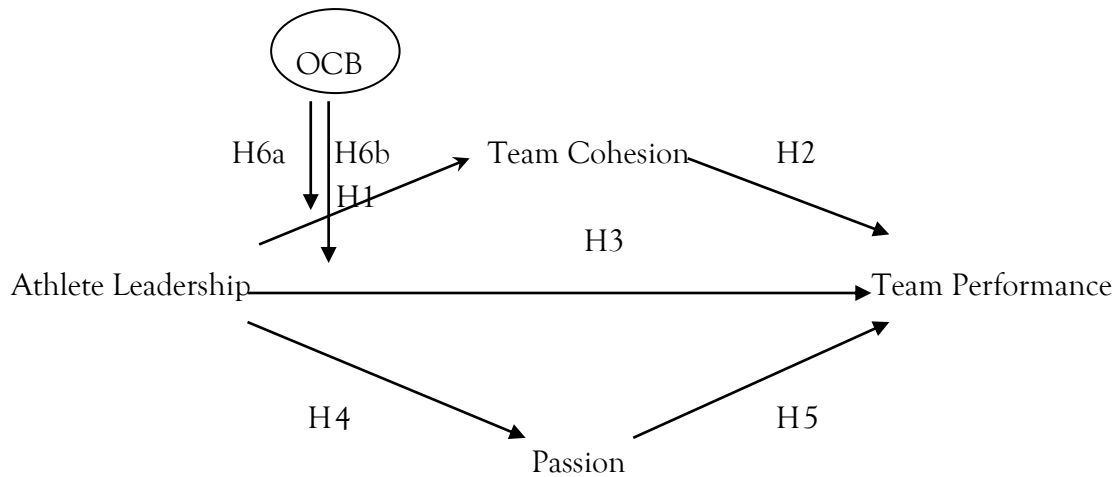 OCB
H6a
H6b
Team Cohesion
H2
H1
H3
Athlete Leadership
Team Performance
H4
H5
Passion